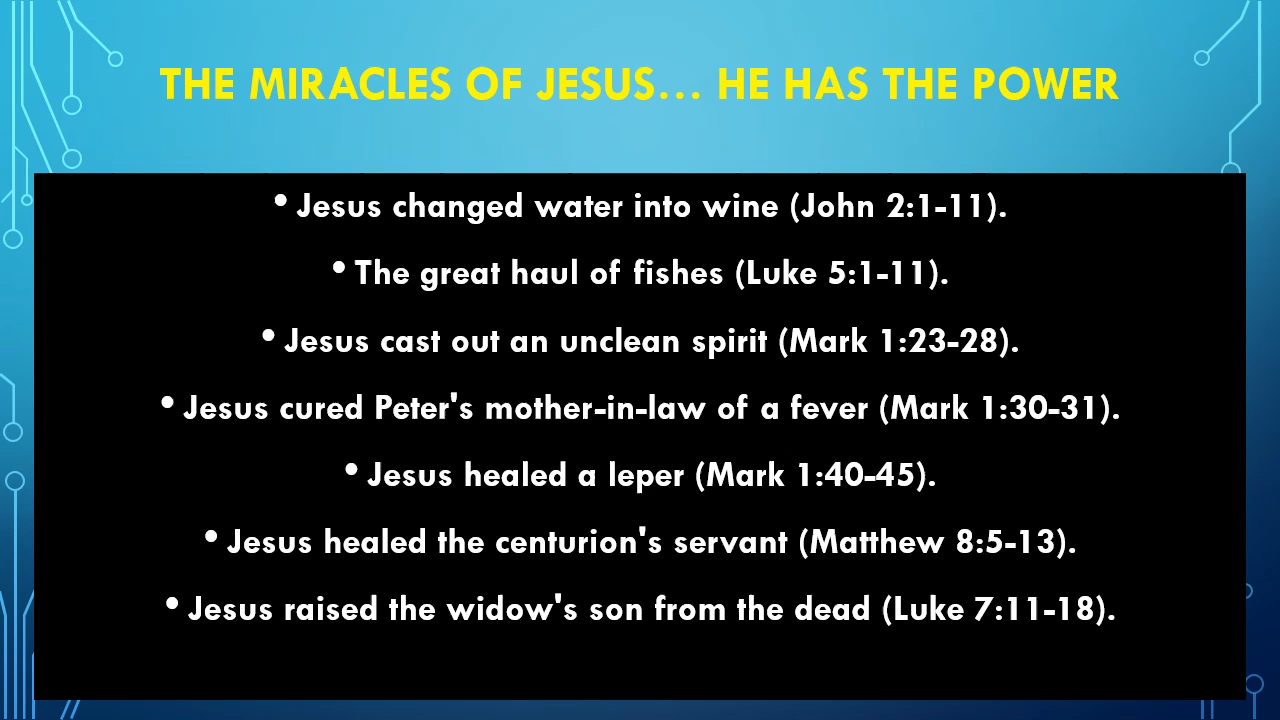 THE MIRACLES OF JESUS... HE HAS THE POWER
• Jesus changed water into wine (John 2:1-11).
• The great haul of fishes (Luke 5:1-11).
• Jesus cast out an unclean spirit (Mark 1:23-28).
• Jesus cured Peter's mother-in-law of a fever (Mark 1:30-31).
• Jesus healed a leper (Mark 1:40-45).
• Jesus healed the centurion's servant (Matthew 8:5-13).
• Jesus raised the widow's son from the dead (Luke 7:11-18).